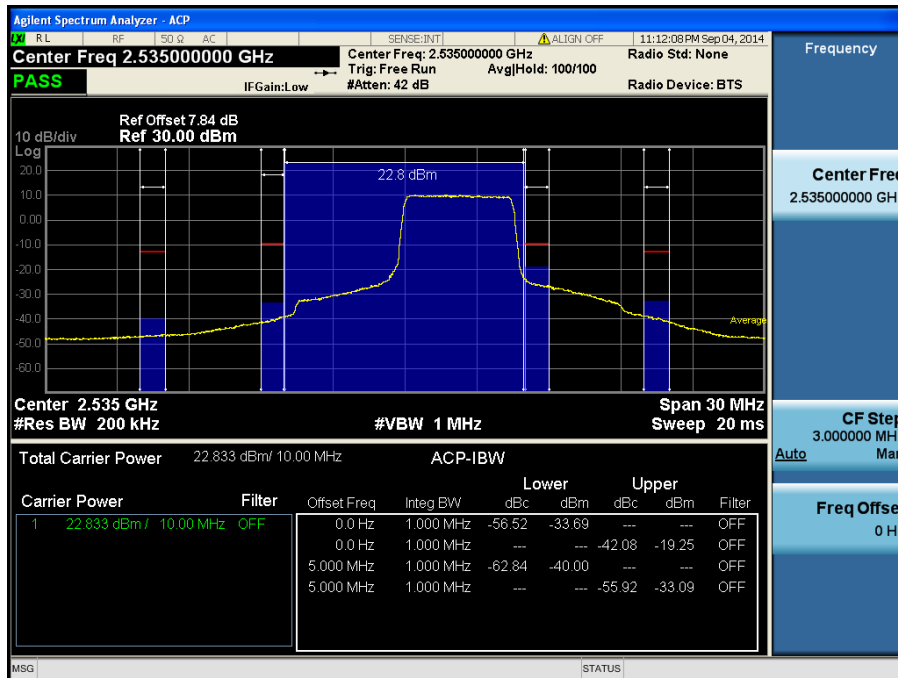 Agilent Spectrum Analyzer - ACP
LXI RL RF 50 Ω AC SENSE:INT ALIGN OFF 11:12:08 PM Sep 04, 2014
Center Freq 2.535000000 GHz
Center Freq: 2.535000000 GHz Radio Std: None
Trig: Free Run Avg|Hold: 100/100
PASS IFGain:Low #Atten: 42 dB Radio Device: BTS
Frequency
Ref Offset 7.84 dB
10 dB/div Ref 30.00 dBm
Log
20.0
10.0
0.00
-10.0
-20.0
-30.0
-40.0
-50.0
-60.0
22.8 dBm
Average
Center 2.535 GHz Span 30 MHz
#Res BW 200 kHz #VBW 1 MHz Sweep 20 ms
Center Freq
2.535000000 GH
CF Step
3.000000 MH
Auto Man
Freq Offse
0 H
Total Carrier Power 22.833 dBm/ 10.00 MHz ACP-IBW
Lower Upper
Carrier Power Filter Offset Freq Integ BW dBc dBm dBc dBm Filter
1 22.833 dBm / 10.00 MHz OFF
0.0 Hz 1.000 MHz -56.52 -33.69 --- --- OFF
0.0 Hz 1.000 MHz --- --- -42.08 -19.25 OFF
5.000 MHz 1.000 MHz -62.84 -40.00 --- --- OFF
5.000 MHz 1.000 MHz --- --- -55.92 -33.09 OFF
MSG STATUS